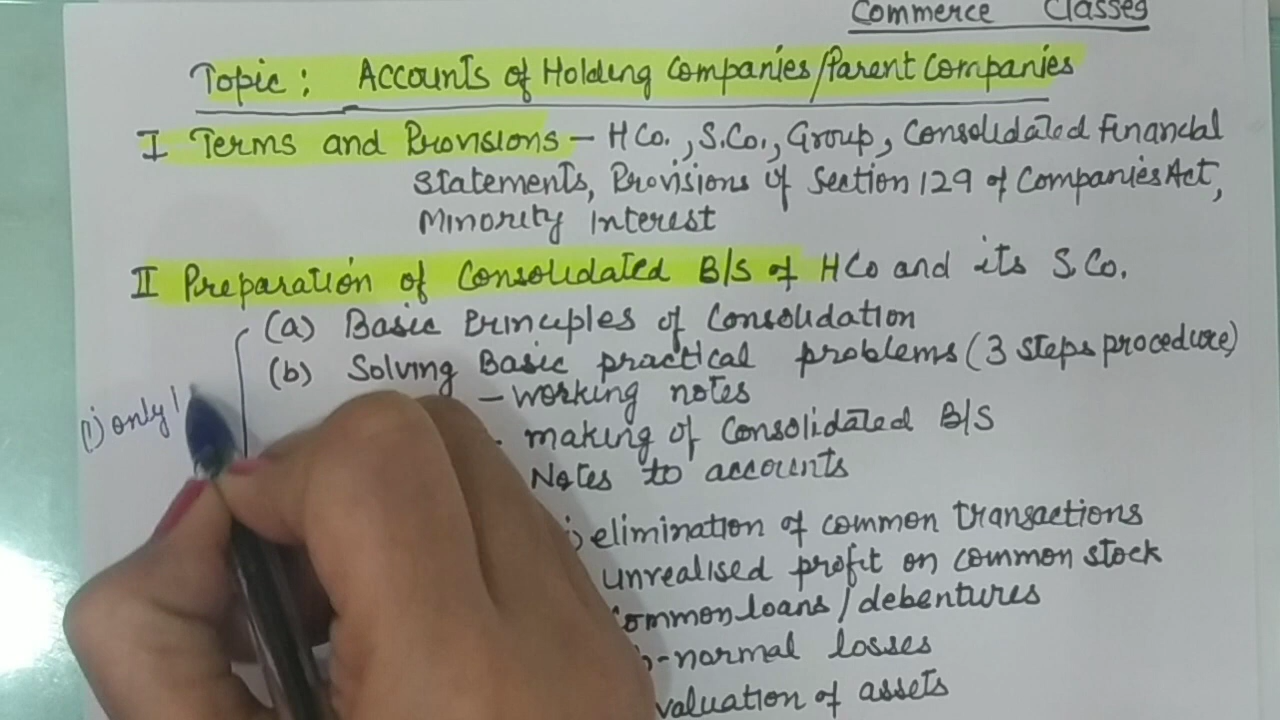 Commerce Classes
Topic: Accounts of Holding Companies/Parent Companies
I Terms and Provisions - H Co., S. Co., Group, Consolidated Financial
Statements, Provisions of Section 129 of Companies Act,
Minority Interest
II Preparation of Consolidated B/S of H Co and its S. Co.
(a) Basic Principles of Consolidation
(b) Solving Basic practical problems (3 steps procedure)
(i) only 1
- working notes
- making of Consolidated B/S
Notes to accounts
elimination of common transactions
unrealised profit on common stock
common loans/debentures
-normal losses
valuation of assets